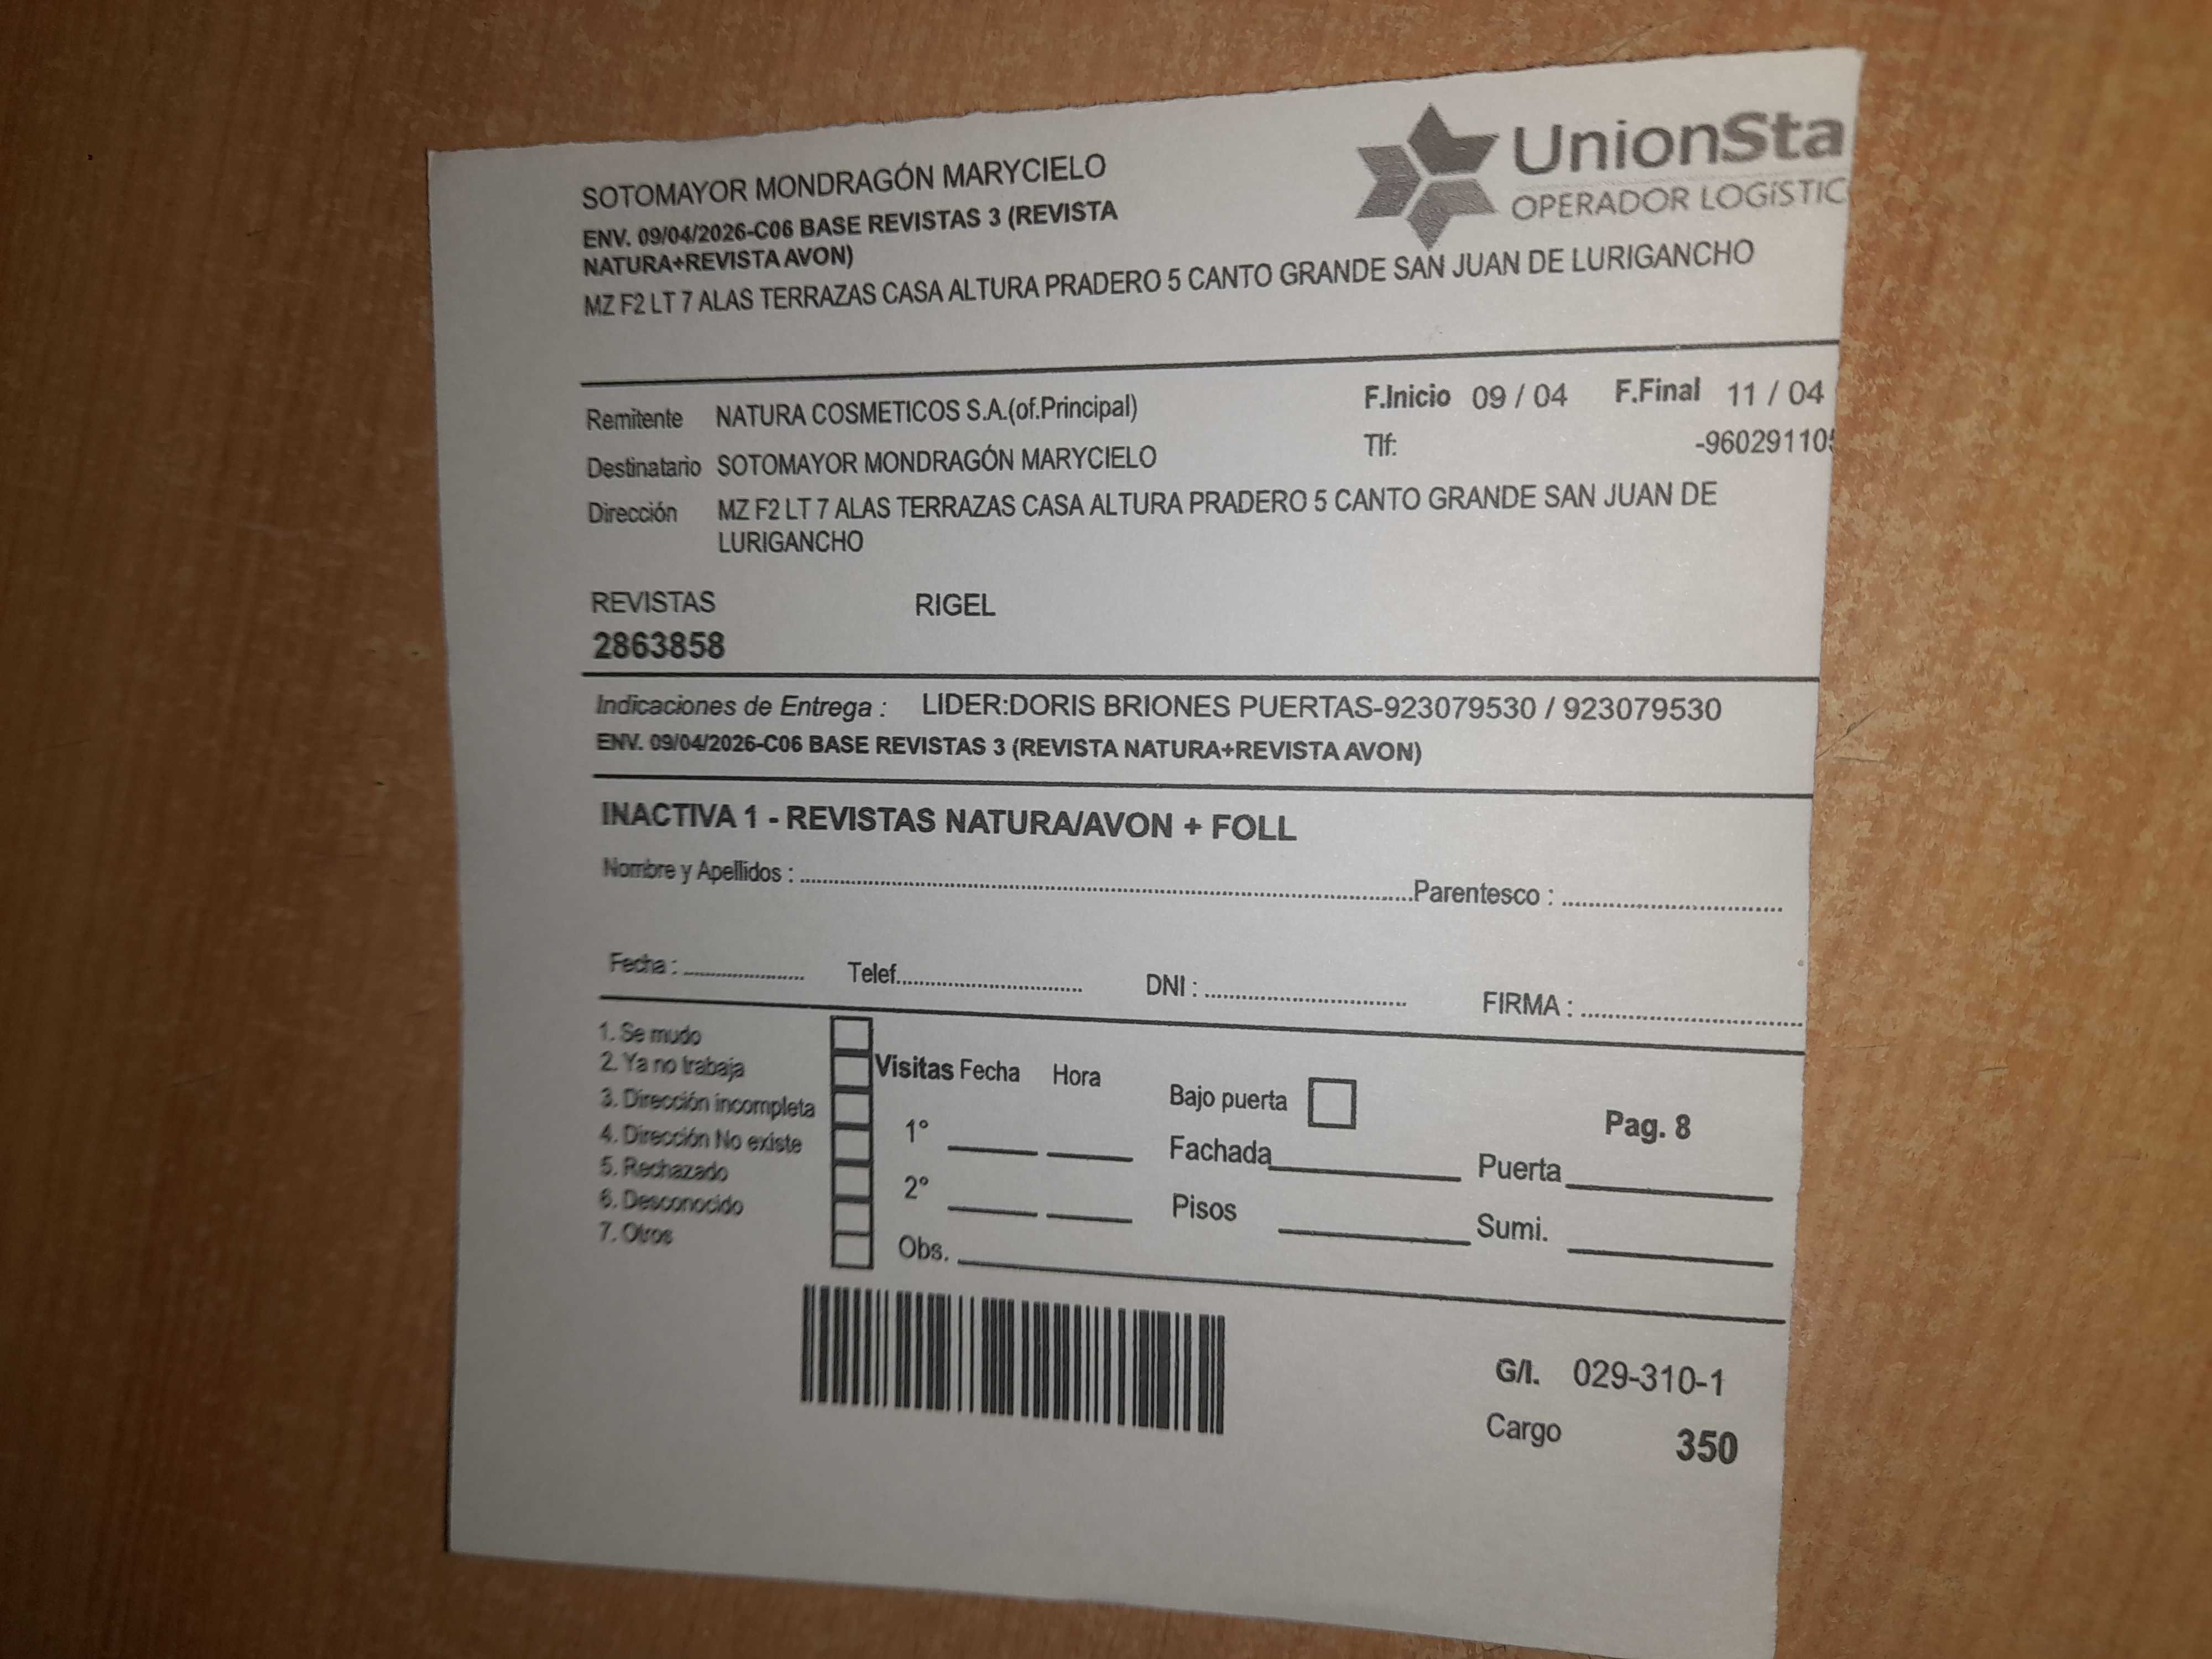 SOTOMAYOR MONDRAGÓN MARYCIELO
ENV. 09/04/2026-C06 BASE REVISTAS 3 (REVISTA
NATURA+REVISTA AVON)
MZ F2 LT 7 ALAS TERRAZAS CASA ALTURA PRADERO 5 CANTO GRANDE SAN JUAN DE LURIGANCHO
UnionSta
OPERADOR LOGÍSTIC
Remitente NATURA COSMETICOS S.A.(of.Principal) F.Inicio 09 / 04 F.Final 11 / 04
Destinatario SOTOMAYOR MONDRAGÓN MARYCIELO Tlf: -960291105
Dirección MZ F2 LT 7 ALAS TERRAZAS CASA ALTURA PRADERO 5 CANTO GRANDE SAN JUAN DE
LURIGANCHO
REVISTAS RIGEL
2863858
Indicaciones de Entrega : LIDER:DORIS BRIONES PUERTAS-923079530 / 923079530
ENV. 09/04/2026-C06 BASE REVISTAS 3 (REVISTA NATURA+REVISTA AVON)
INACTIVA 1 - REVISTAS NATURA/AVON + FOLL
Nombre y Apellidos : Parentesco :
Fecha : Telef. DNI : FIRMA :
1. Se mudo
2. Ya no trabaja
3. Dirección incompleta
4. Dirección No existe
5. Rechazado
6. Desconocido
7. Otros
Visitas Fecha Hora
1°
2°
Obs.
Bajo puerta
Fachada Puerta
Pisos Sumi.
Pag. 8
G/I. 029-310-1
Cargo 350